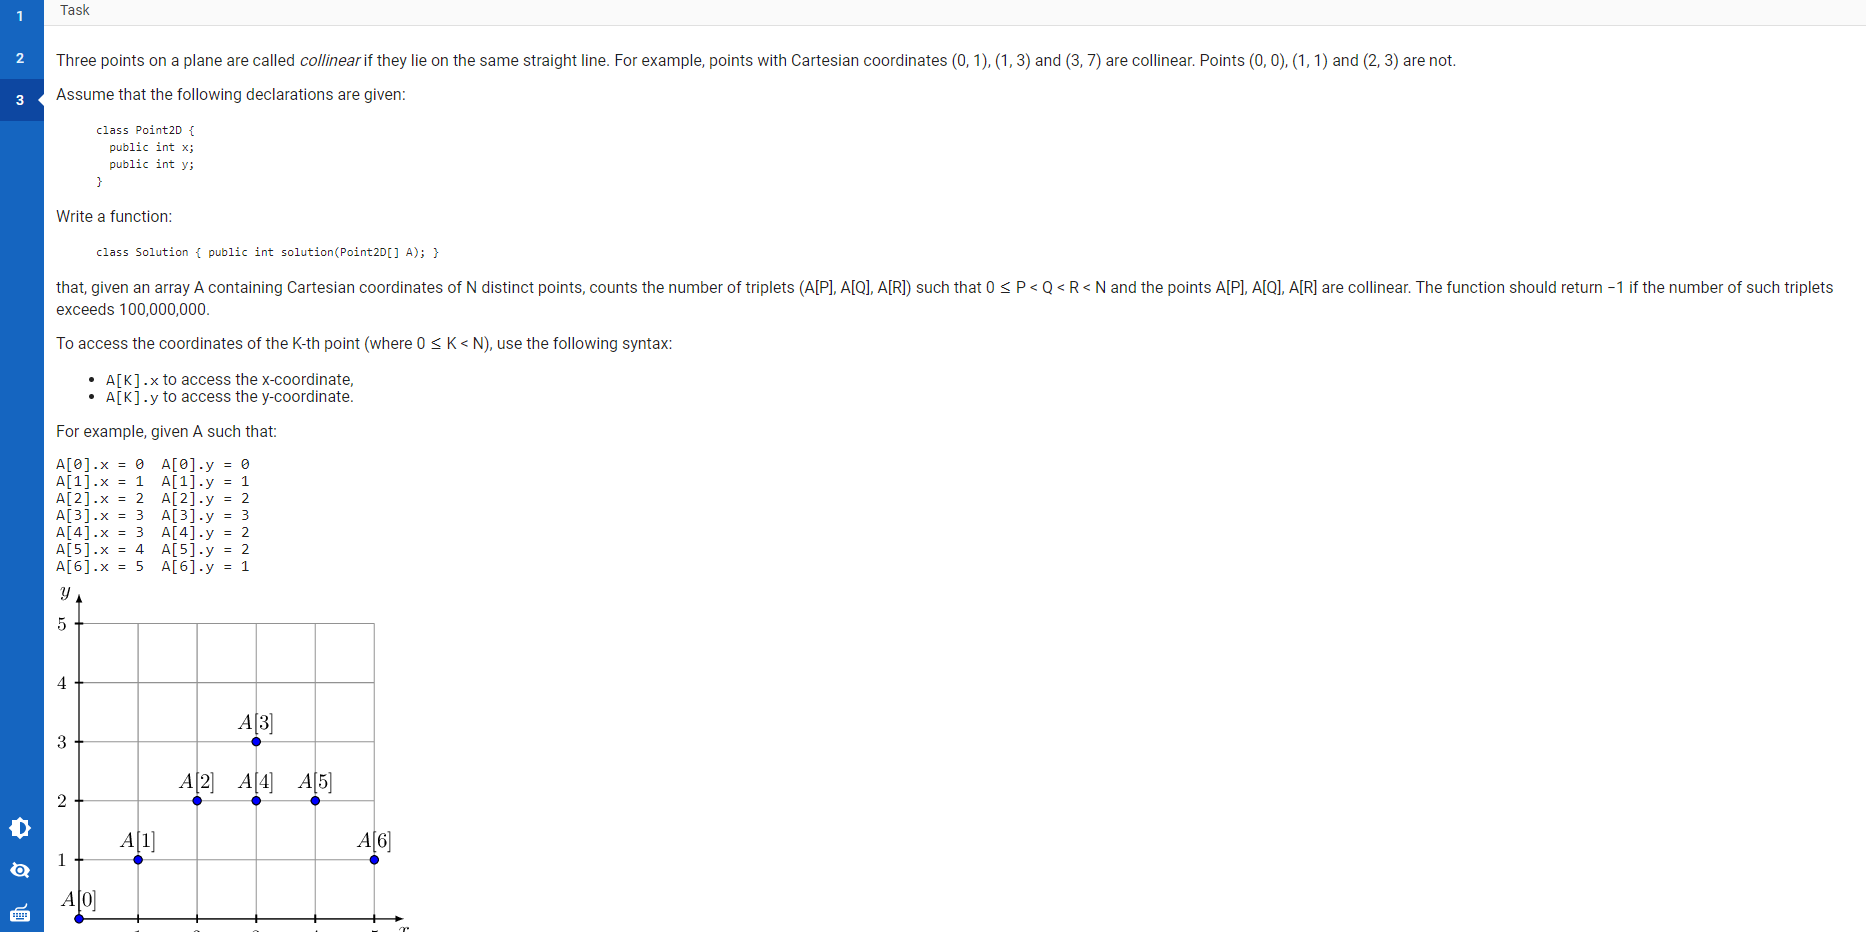 1
Task
2
Three points on a plane are called collinear if they lie on the same straight line. For example, points with Cartesian coordinates (0, 1), (1, 3) and (3, 7) are collinear. Points (0, 0), (1, 1) and (2, 3) are not.
3
Assume that the following declarations are given:
class Point2D {
public int x;
public int y;
}
Write a function:
class Solution { public int solution(Point2D[] A); }
that, given an array A containing Cartesian coordinates of N distinct points, counts the number of triplets (A[P], A[Q], A[R]) such that 0 ≤ P < Q < R < N and the points A[P], A[Q], A[R] are collinear. The function should return −1 if the number of such triplets
exceeds 100,000,000.
To access the coordinates of the K-th point (where 0 ≤ K < N), use the following syntax:
• A[K].x to access the x-coordinate,
• A[K].y to access the y-coordinate.
For example, given A such that:
A[0].x = 0 A[0].y = 0
A[1].x = 1 A[1].y = 1
A[2].x = 2 A[2].y = 2
A[3].x = 3 A[3].y = 3
A[4].x = 3 A[4].y = 2
A[5].x = 4 A[5].y = 2
A[6].x = 5 A[6].y = 1
y
5
4
A[3]
3
A[2] A[4] A[5]
2
A[1] A[6]
1
A[0]